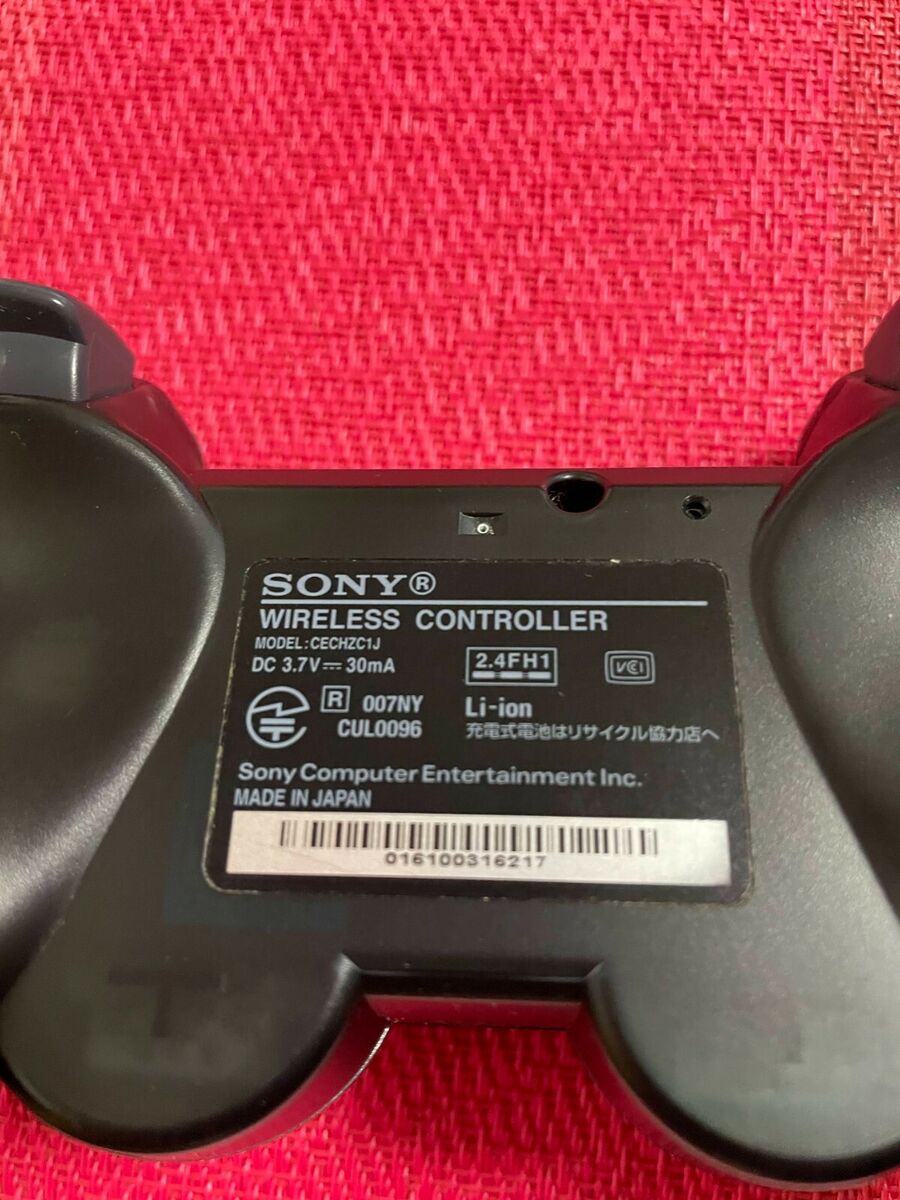 SONY®
WIRELESS CONTROLLER
MODEL:CECHZC1J
DC 3.7V⎓30mA
2.4FH1
VCCI
R 007NY
CUL0096
Li-ion
充電式電池はリサイクル協力店へ
Sony Computer Entertainment Inc.
MADE IN JAPAN
016100316217